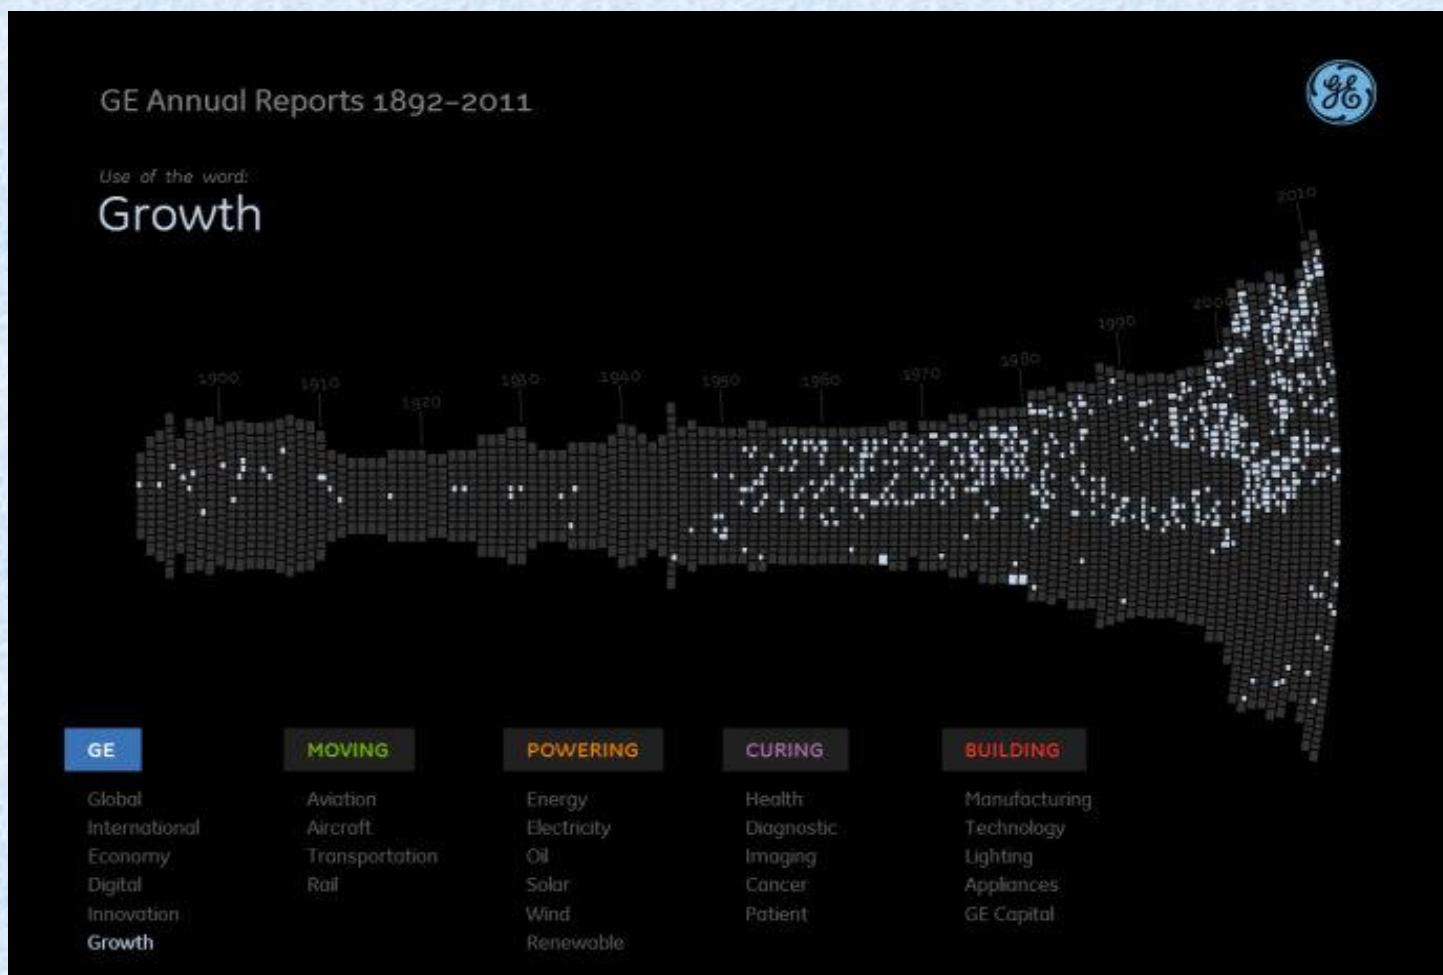 GE Annual Reports 1892–2011
GE
Use of the word:
Growth
2010
2000
1990
1980
1970
1960
1950
1940
1930
1920
1910
1900
GE
MOVING
POWERING
CURING
BUILDING
Global
Aviation
Energy
Health
Manufacturing
International
Aircraft
Electricity
Diagnostic
Technology
Economy
Transportation
Oil
Imaging
Lighting
Digital
Rail
Solar
Cancer
Appliances
Innovation
Wind
Patient
GE Capital
Growth
Renewable